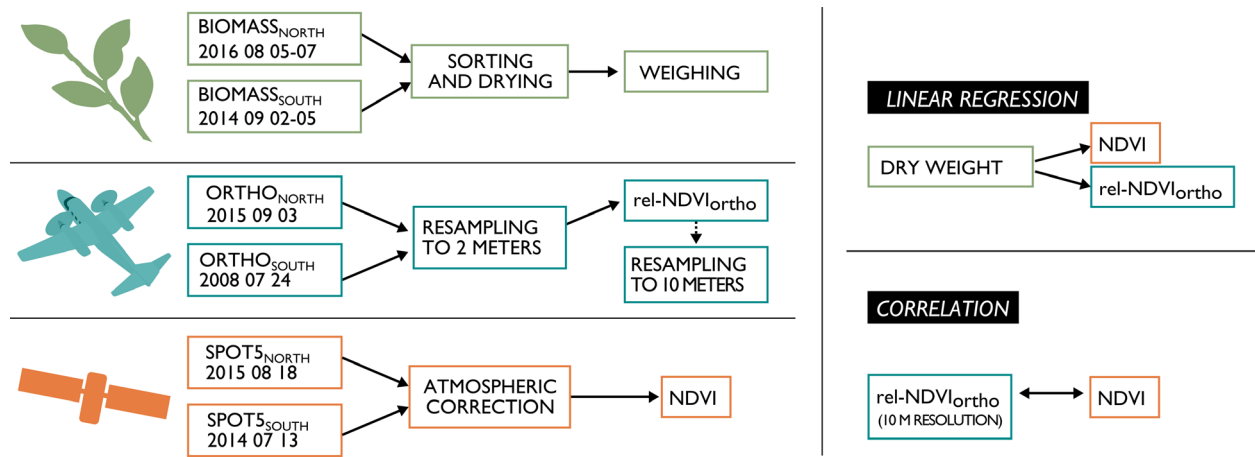 BIOMASSNORTH
2016 08 05-07
BIOMASSSOUTH
2014 09 02-05
SORTING
AND DRYING
WEIGHING
ORTHONORTH
2015 09 03
ORTHOSOUTH
2008 07 24
RESAMPLING
TO 2 METERS
rel-NDVIortho
RESAMPLING
TO 10 METERS
SPOT5NORTH
2015 08 18
SPOT5SOUTH
2014 07 13
ATMOSPHERIC
CORRECTION
NDVI
LINEAR REGRESSION
DRY WEIGHT
NDVI
rel-NDVIortho
CORRELATION
rel-NDVIortho
(10 M RESOLUTION)
NDVI